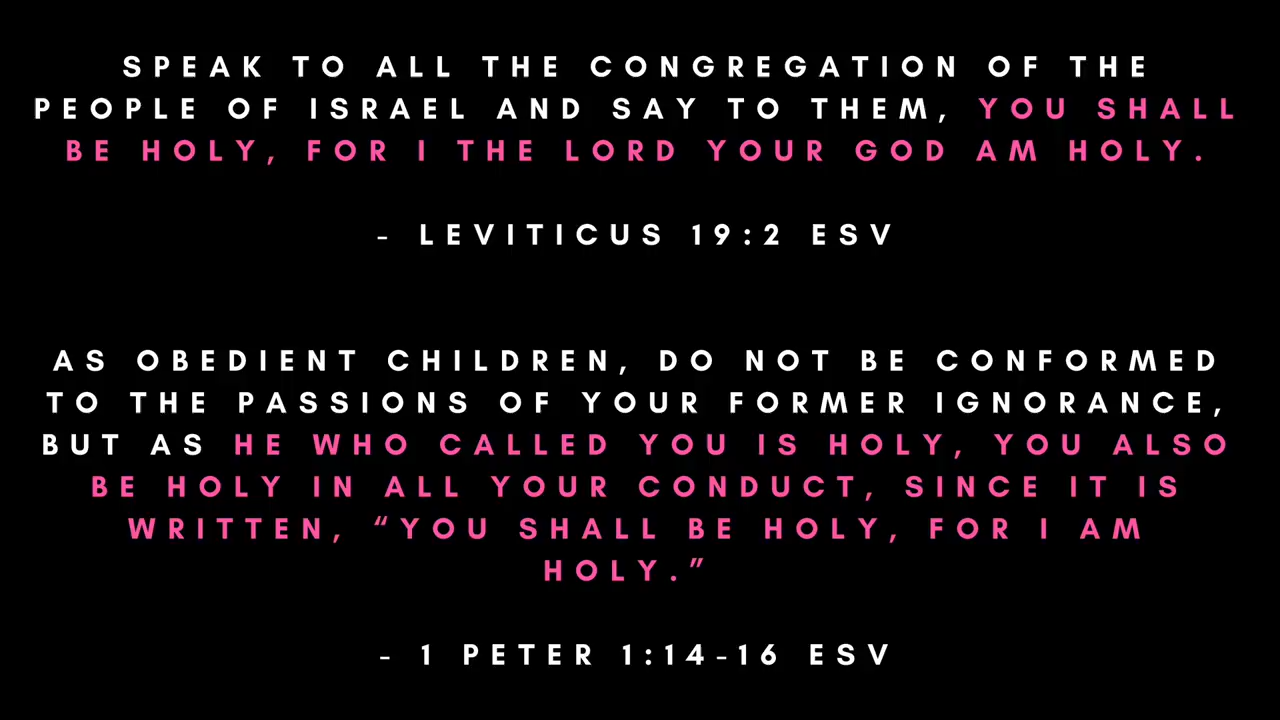 SPEAK TO ALL THE CONGREGATION OF THE
PEOPLE OF ISRAEL AND SAY TO THEM, YOU SHALL
BE HOLY, FOR I THE LORD YOUR GOD AM HOLY.
- LEVITICUS 19:2 ESV
AS OBEDIENT CHILDREN, DO NOT BE CONFORMED
TO THE PASSIONS OF YOUR FORMER IGNORANCE,
BUT AS HE WHO CALLED YOU IS HOLY, YOU ALSO
BE HOLY IN ALL YOUR CONDUCT, SINCE IT IS
WRITTEN, “YOU SHALL BE HOLY, FOR I AM
HOLY.”
- 1 PETER 1:14-16 ESV